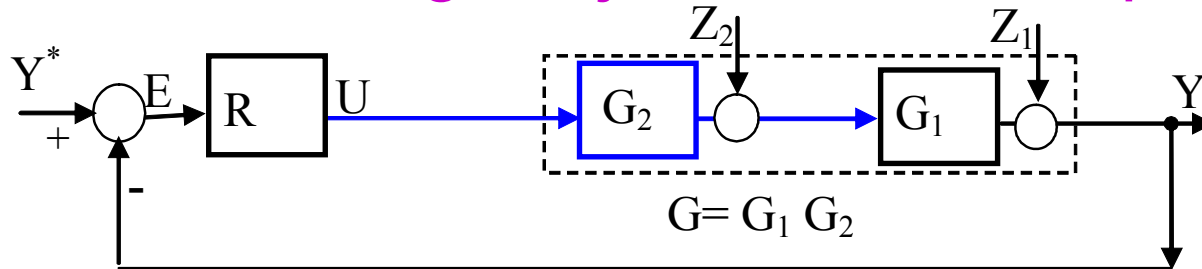 Z₂ Z₁
Y* E R U G₂ G₁ Y
+
-
G= G₁ G₂